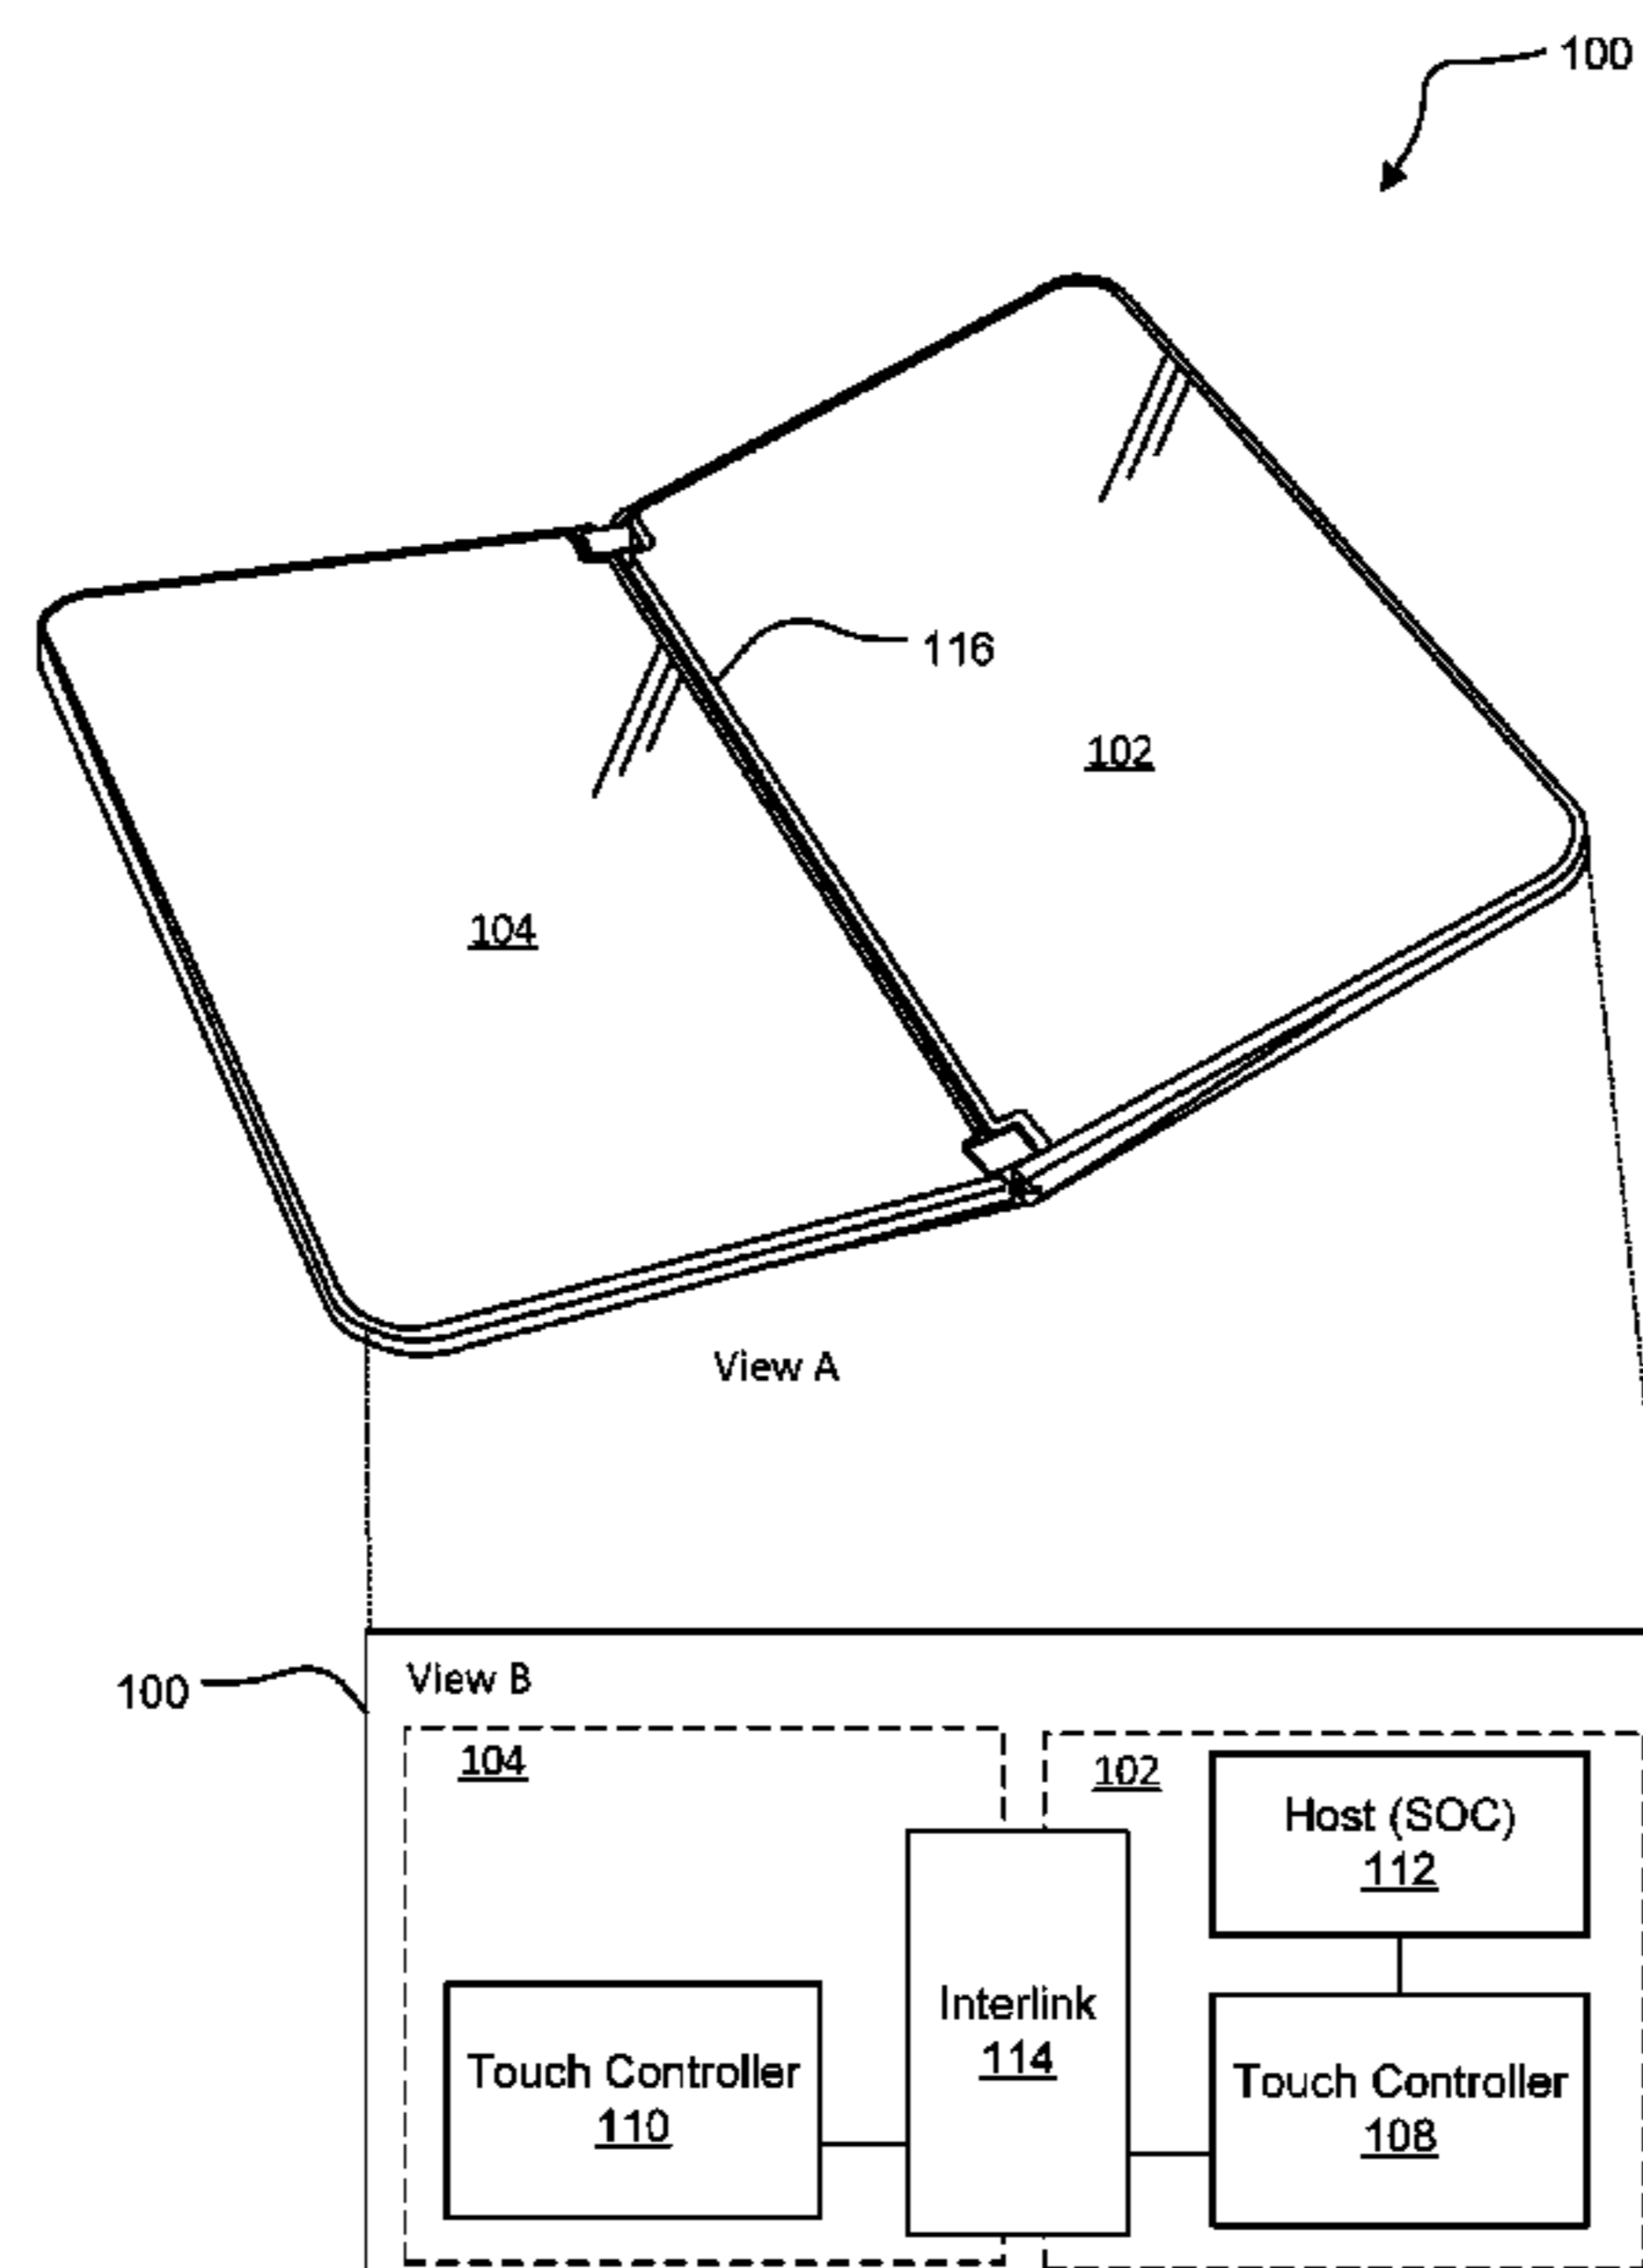 100
116
102
104
View A
100
View B
104
102
Host (SOC)
112
Interlink
114
Touch Controller
110
Touch Controller
108